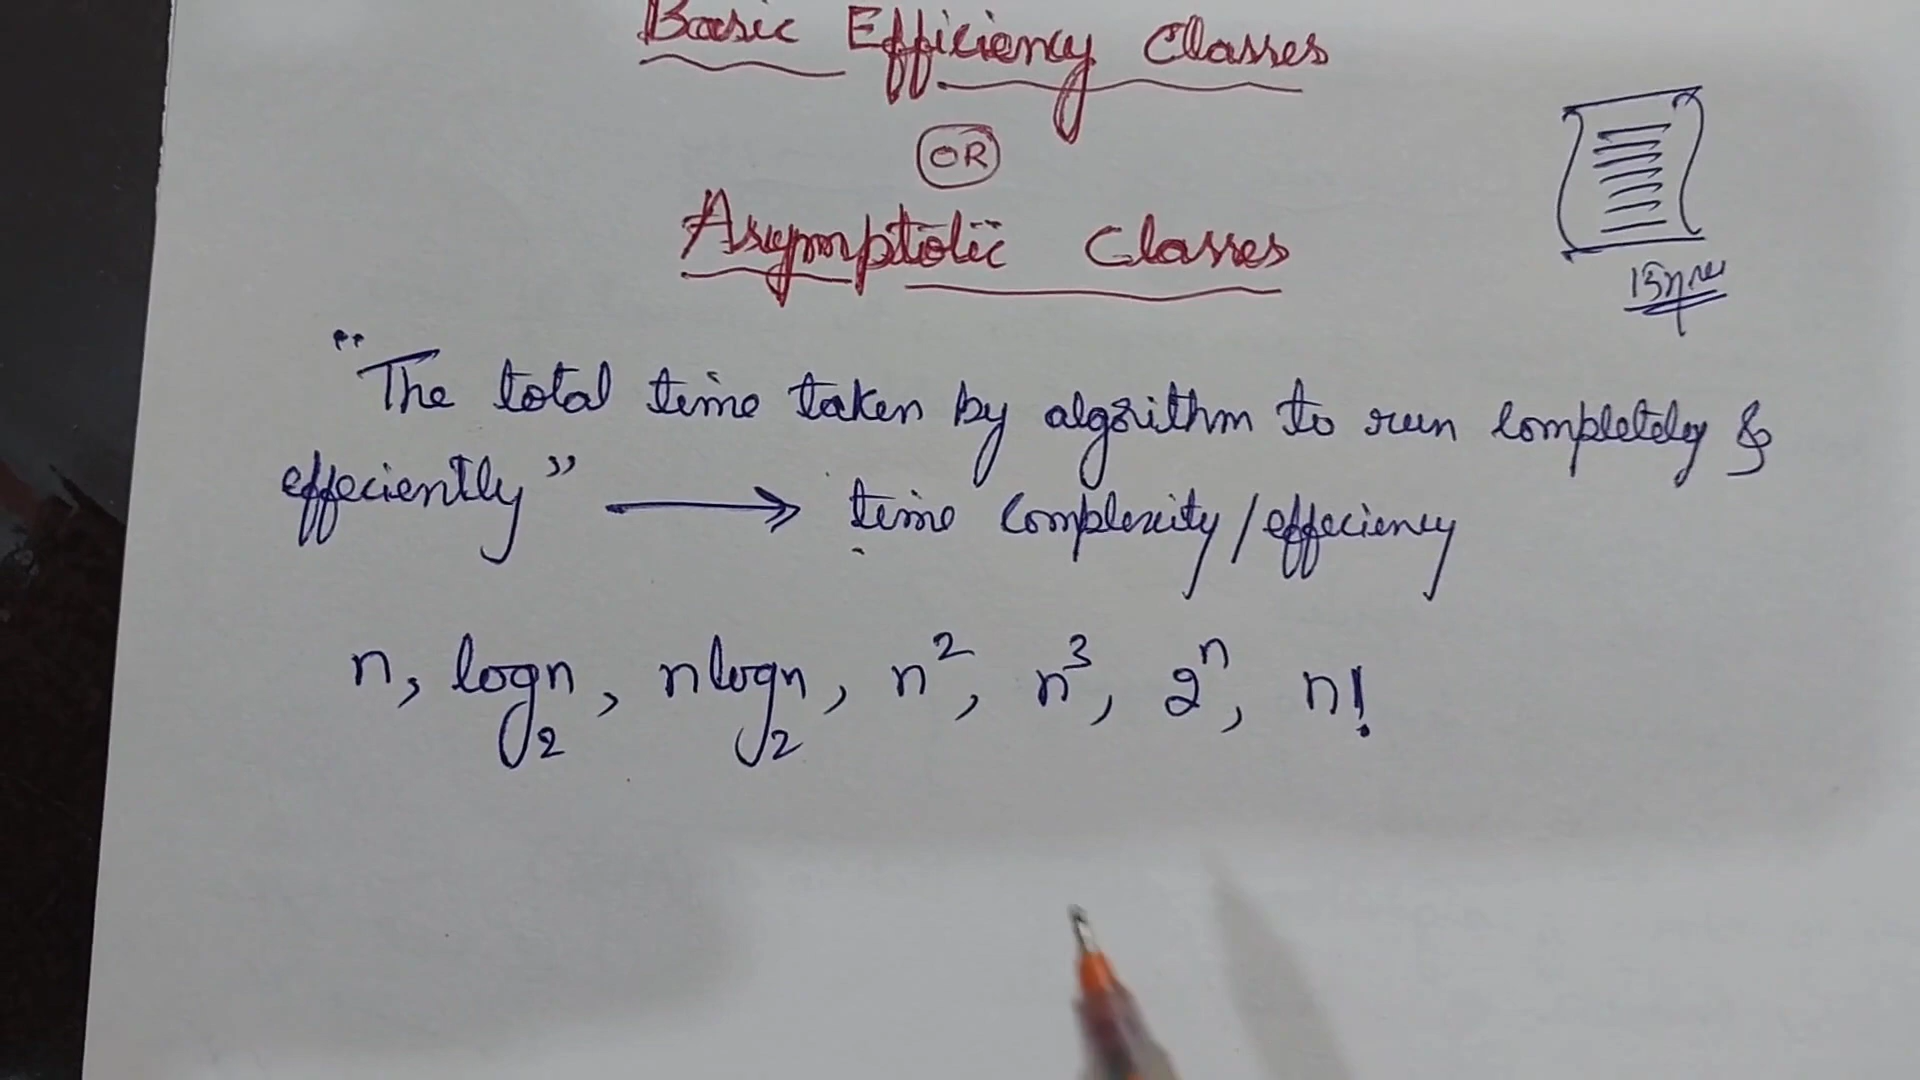 Basic Efficiency Classes
OR
Asymptotic Classes
"The total time taken by algorithm to run completely &
effeciently" → time complexity/effeciency
n, log₂n, nlog₂n, n², n³, 2ⁿ, n!